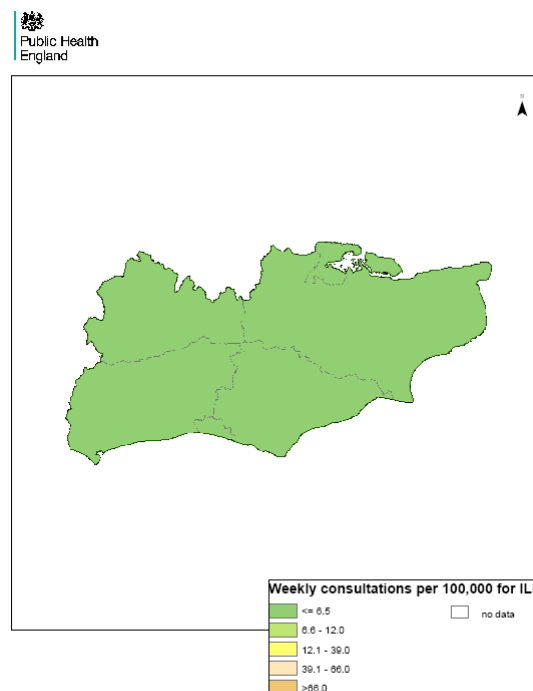 Public Health
England
N
Weekly consultations per 100,000 for IL
<= 6.5
no data
6.6 - 12.0
12.1 - 39.0
39.1 - 66.0
>66.0